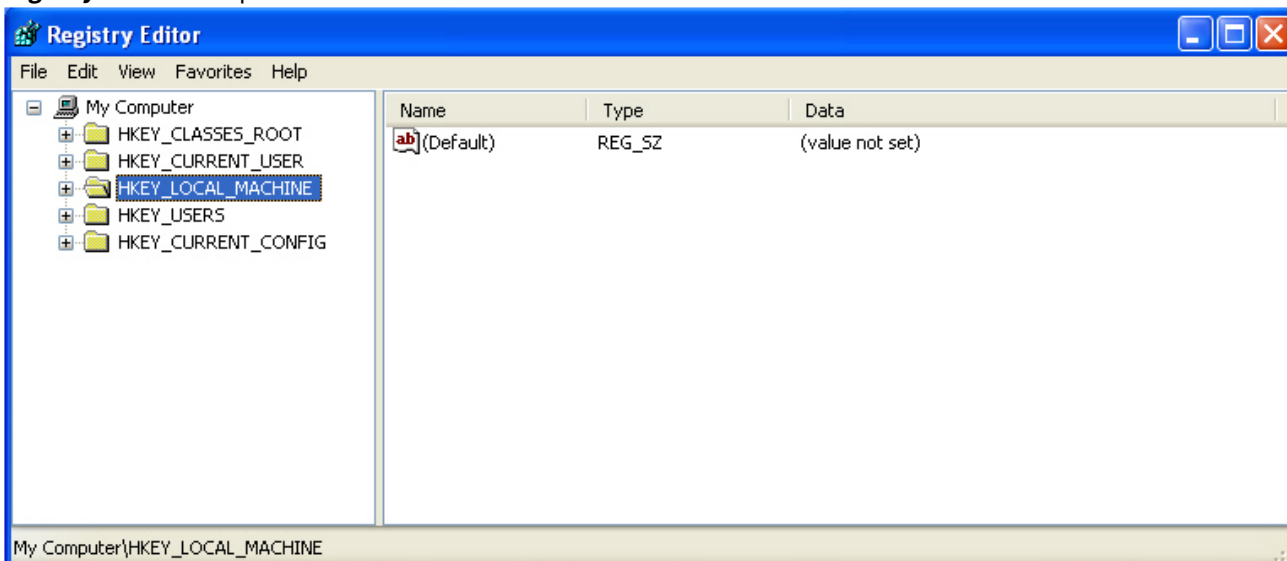 Registry Editor
File Edit View Favorites Help
My Computer
HKEY_CLASSES_ROOT
HKEY_CURRENT_USER
HKEY_LOCAL_MACHINE
HKEY_USERS
HKEY_CURRENT_CONFIG
Name Type Data
ab (Default) REG_SZ (value not set)
My Computer\HKEY_LOCAL_MACHINE